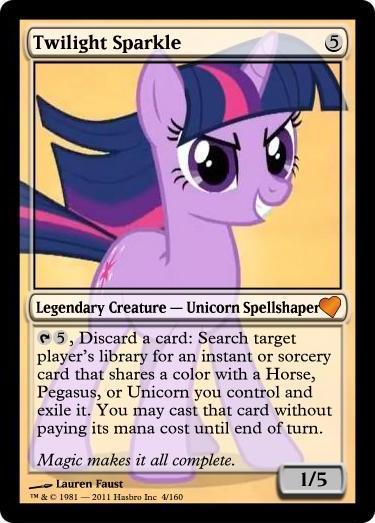 Twilight Sparkle 5
Legendary Creature — Unicorn Spellshaper
5, Discard a card: Search target
player's library for an instant or sorcery
card that shares a color with a Horse,
Pegasus, or Unicorn you control and
exile it. You may cast that card without
paying its mana cost until end of turn.
Magic makes it all complete.
1/5
Lauren Faust
™ & © 1981 — 2011 Hasbro Inc 4/160